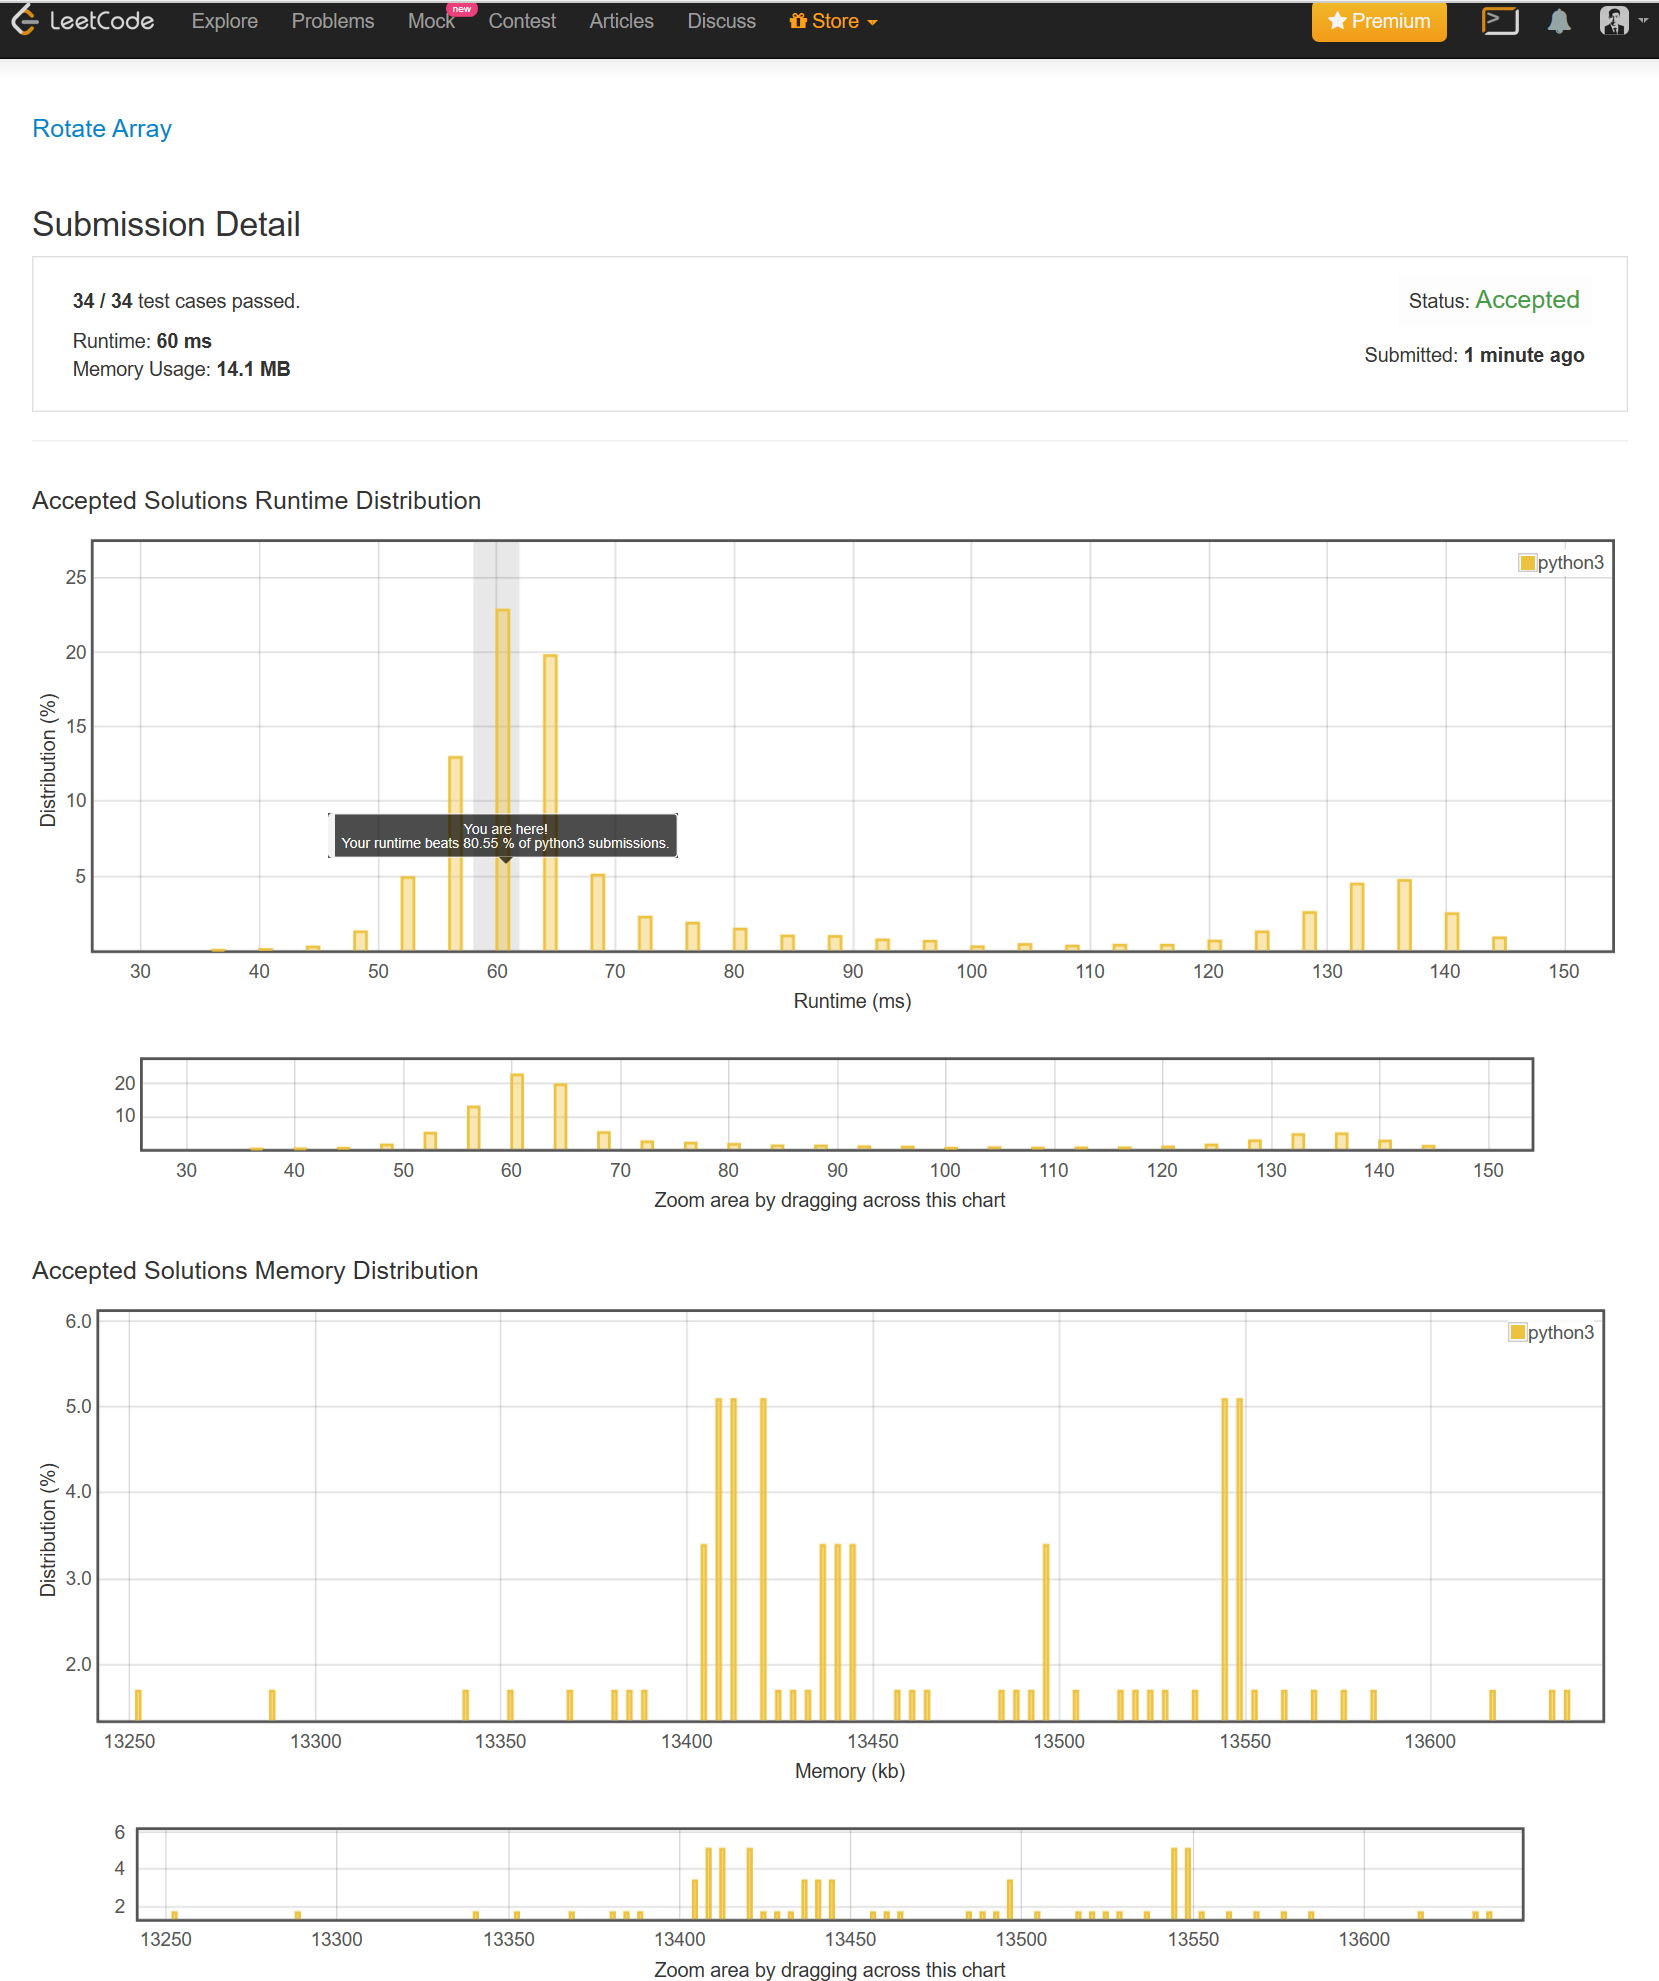 LeetCode Explore Problems Mock new Contest Articles Discuss Store Premium
Rotate Array
Submission Detail
34 / 34 test cases passed.
Status: Accepted
Runtime: 60 ms
Submitted: 1 minute ago
Memory Usage: 14.1 MB
Accepted Solutions Runtime Distribution
python3
25
20
15
10
5
Distribution (%)
You are here!
Your runtime beats 80.55 % of python3 submissions.
30 40 50 60 70 80 90 100 110 120 130 140 150
Runtime (ms)
20
10
30 40 50 60 70 80 90 100 110 120 130 140 150
Zoom area by dragging across this chart
Accepted Solutions Memory Distribution
python3
6.0
5.0
4.0
3.0
2.0
Distribution (%)
13250 13300 13350 13400 13450 13500 13550 13600
Memory (kb)
6
4
2
13250 13300 13350 13400 13450 13500 13550 13600
Zoom area by dragging across this chart